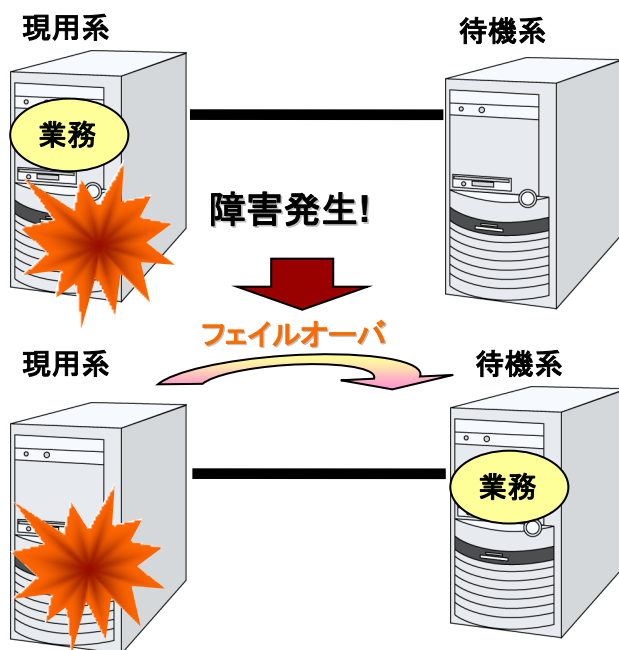 現用系
待機系
業務
障害発生!
フェイルオーバ
現用系
待機系
業務